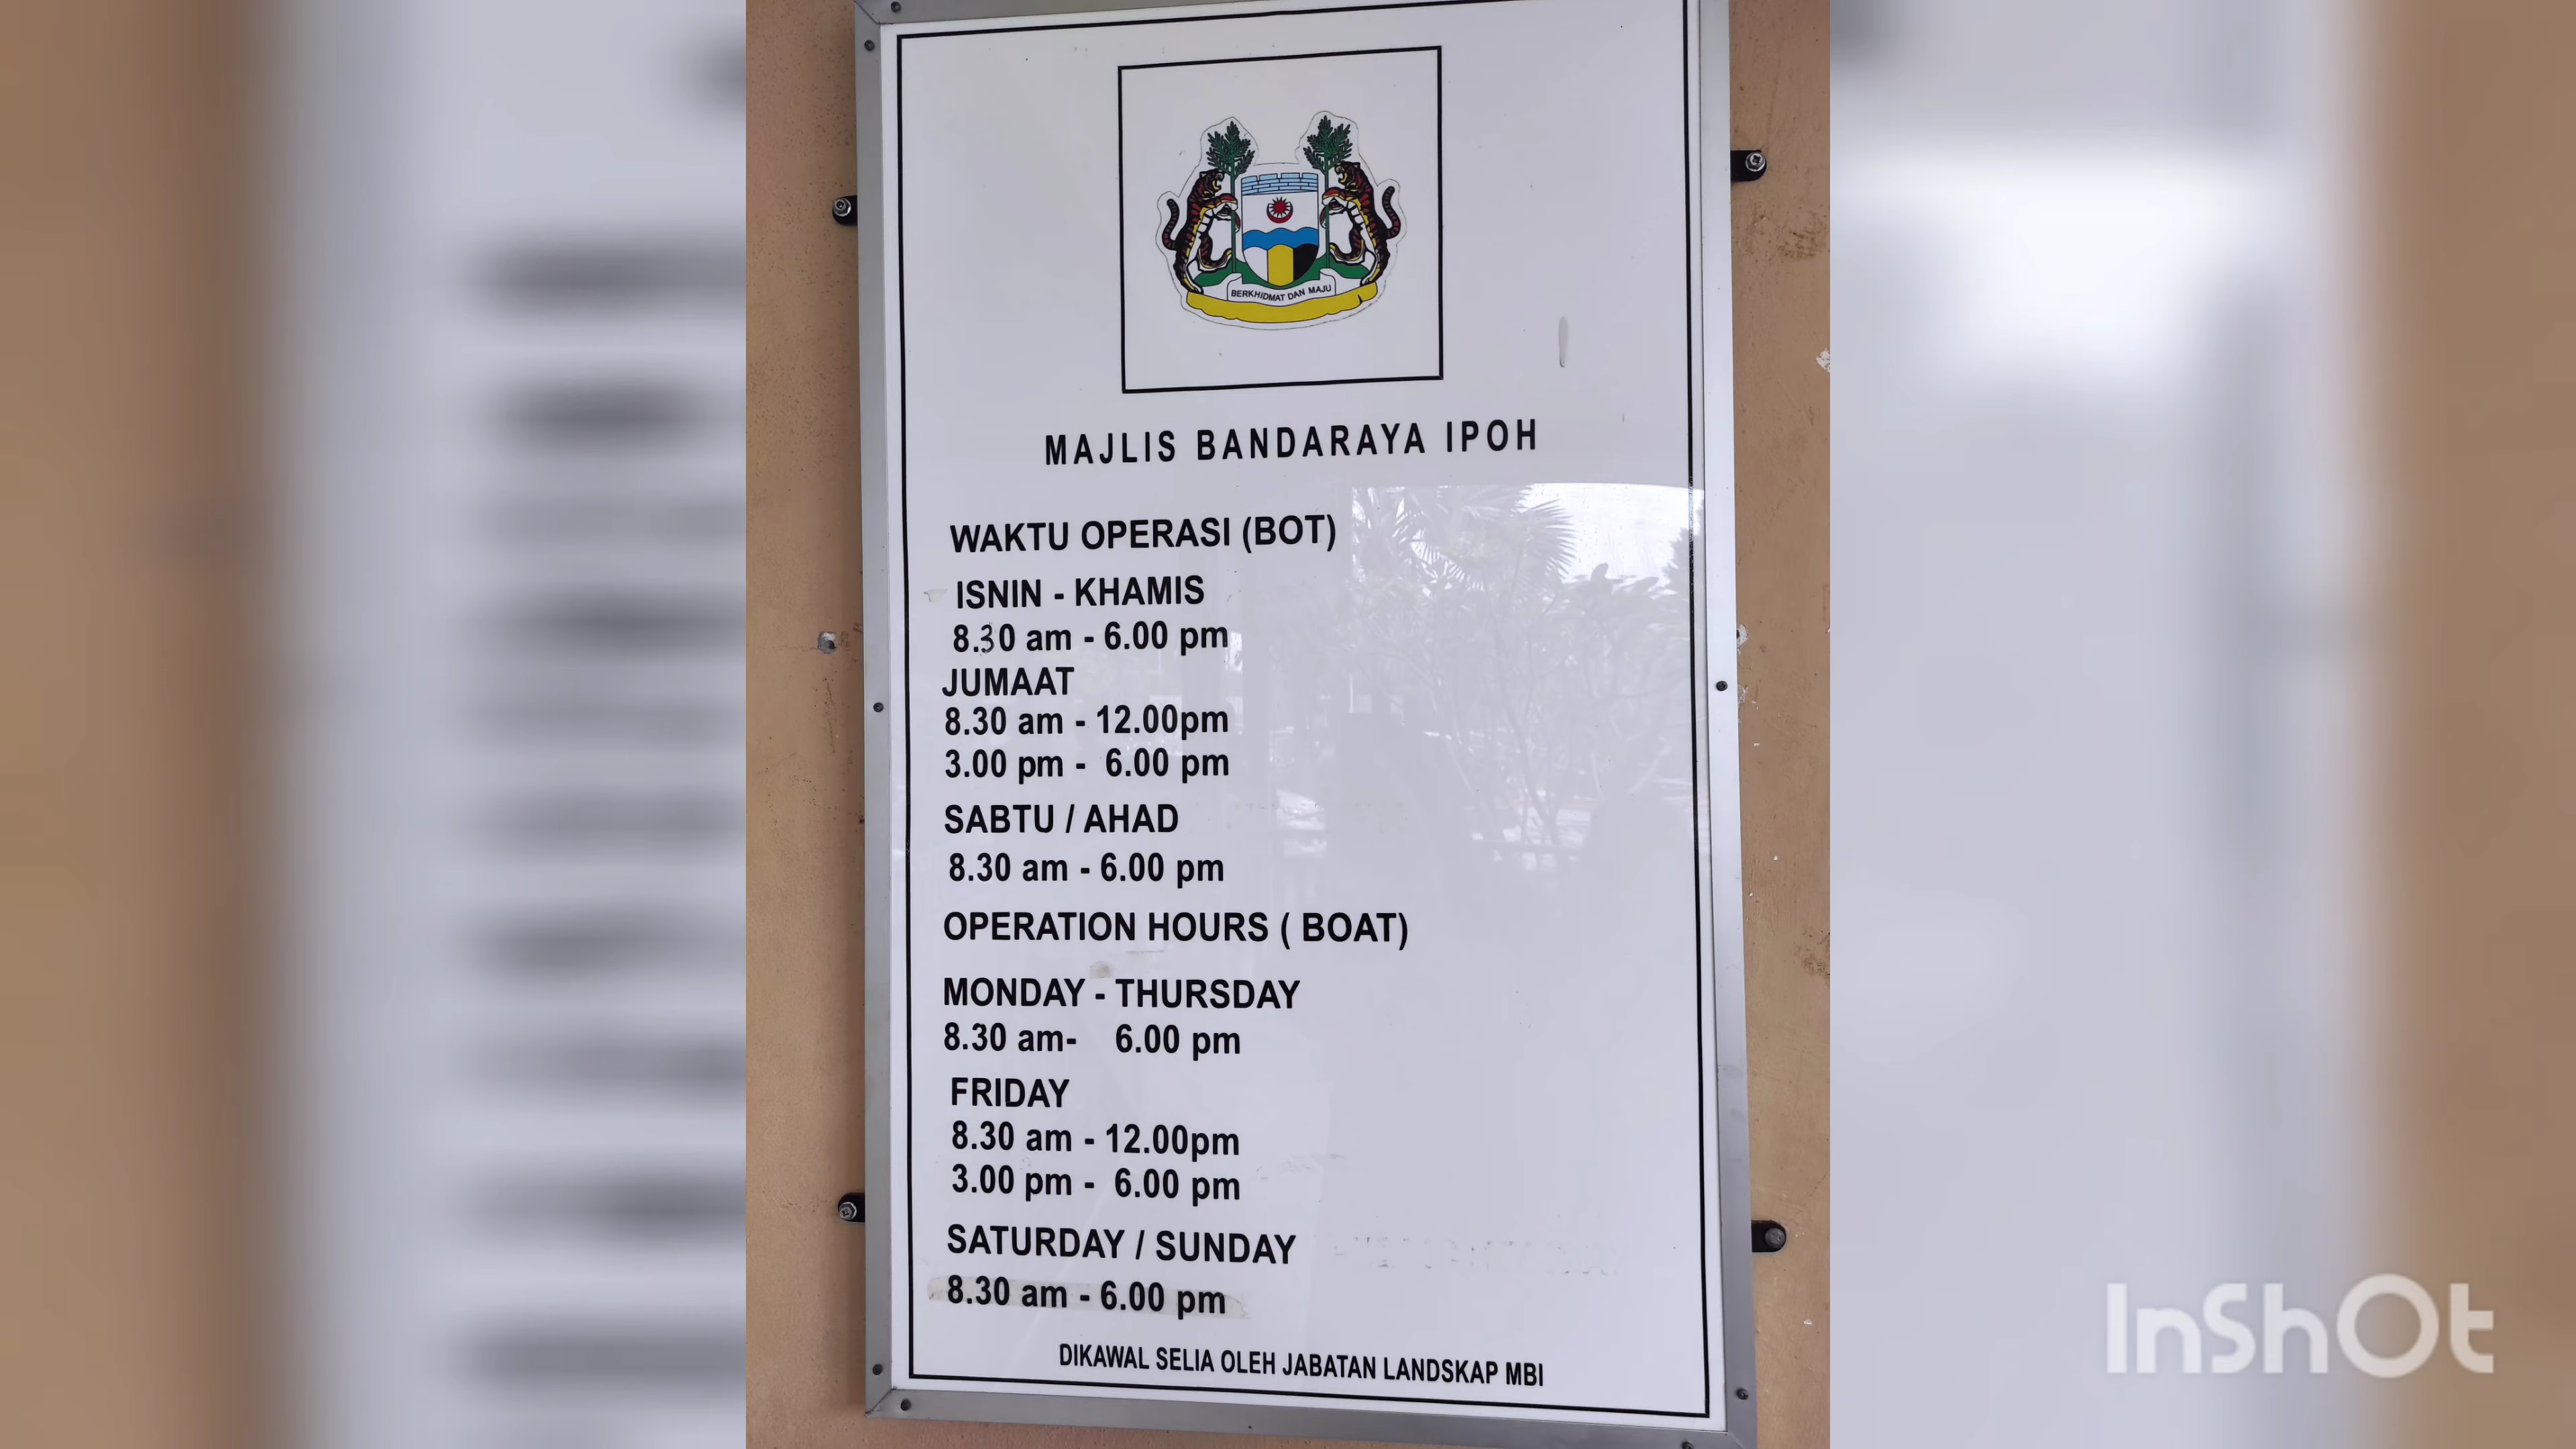 BERKHIDMAT DAN MAJU
MAJLIS BANDARAYA IPOH
WAKTU OPERASI (BOT)
ISNIN - KHAMIS
8.30 am - 6.00 pm
JUMAAT
8.30 am - 12.00pm
3.00 pm - 6.00 pm
SABTU / AHAD
8.30 am - 6.00 pm
OPERATION HOURS ( BOAT)
MONDAY - THURSDAY
8.30 am- 6.00 pm
FRIDAY
8.30 am - 12.00pm
3.00 pm - 6.00 pm
SATURDAY / SUNDAY
8.30 am - 6.00 pm
DIKAWAL SELIA OLEH JABATAN LANDSKAP MBI
InShOt